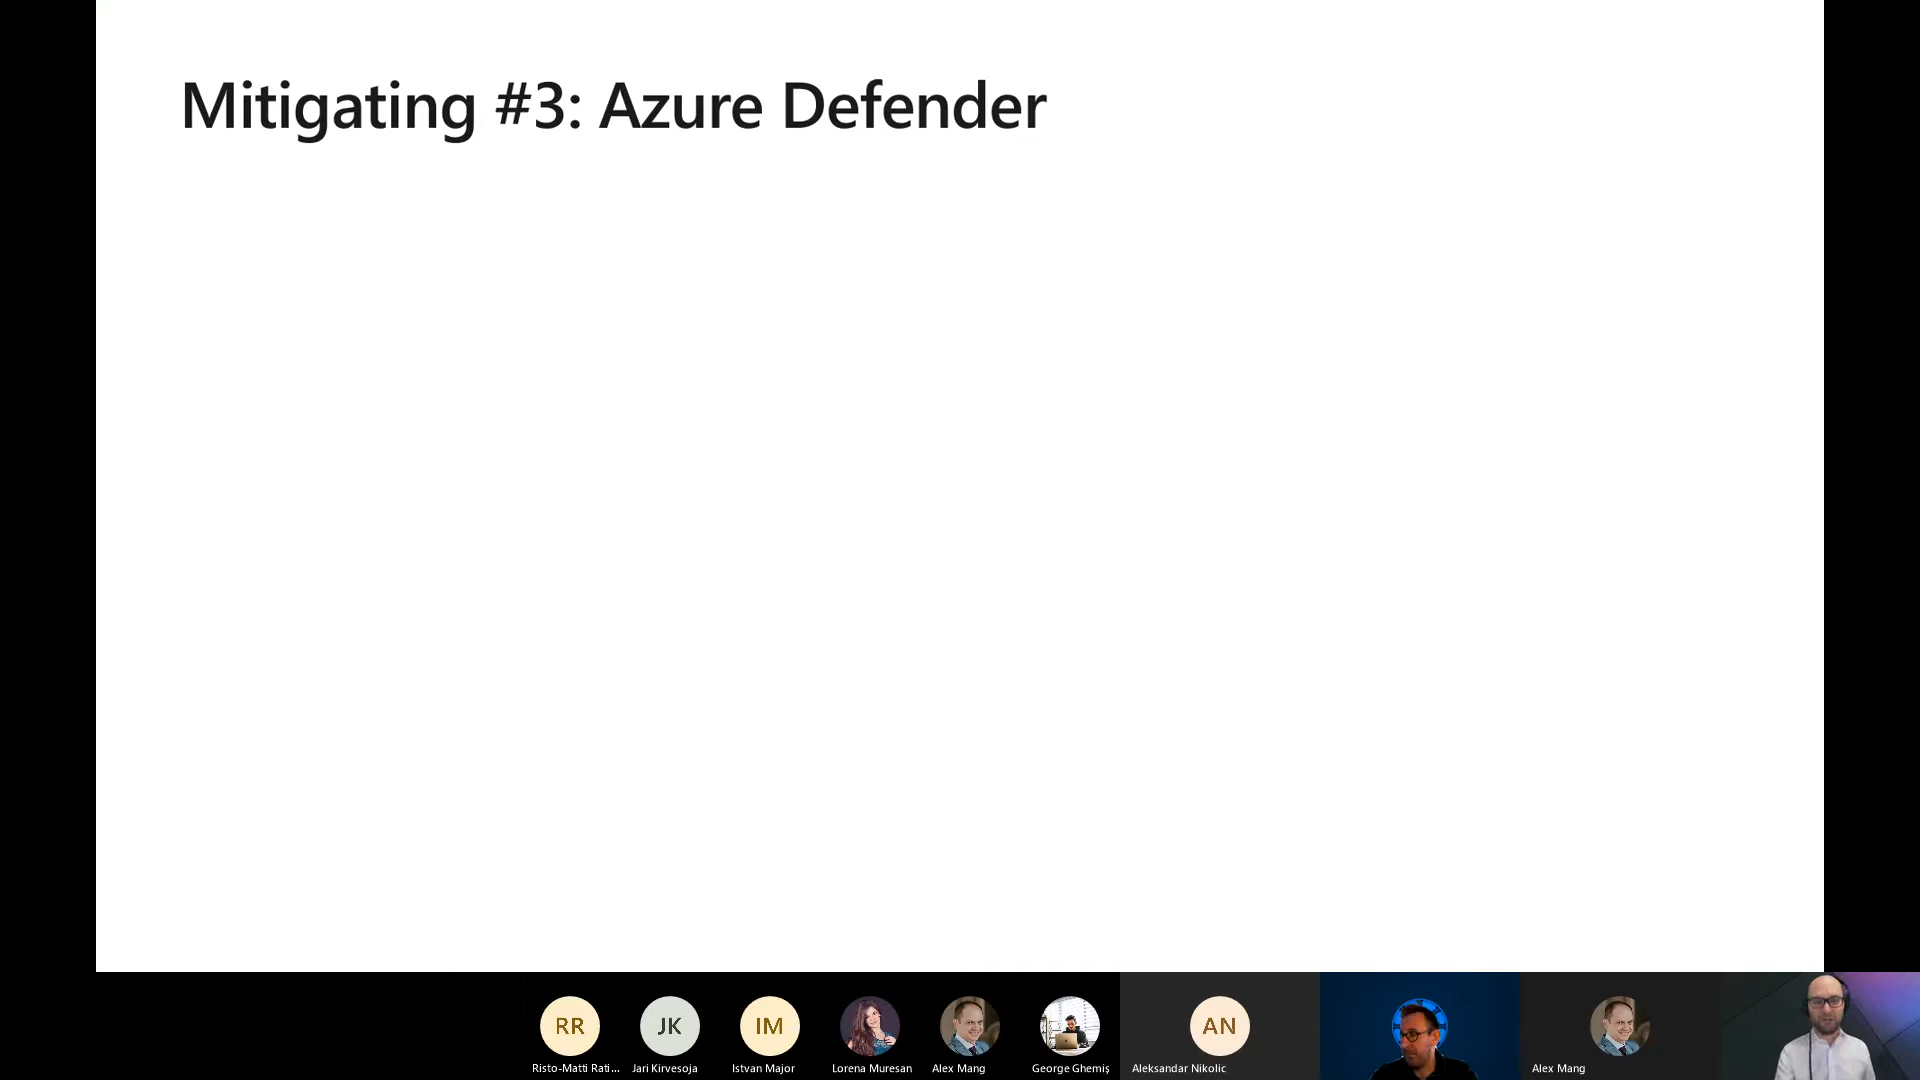 Mitigating #3: Azure Defender
RR
JK
IM
AN
Risto-Matti Rati...
Jari Kirvesoja
Istvan Major
Lorena Muresan
Alex Mang
George Ghemiș
Aleksandar Nikolic
Alex Mang